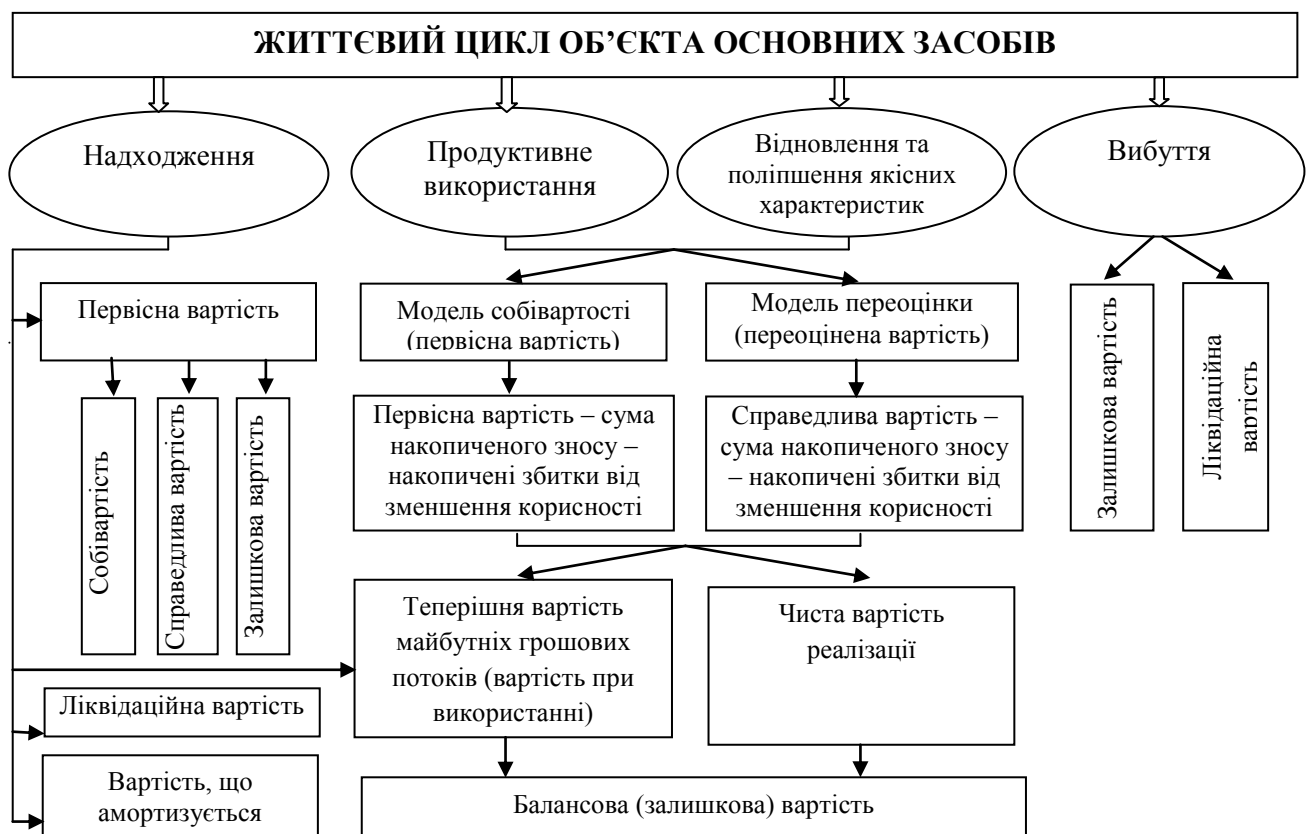 ЖИТТЄВИЙ ЦИКЛ ОБ’ЄКТА ОСНОВНИХ ЗАСОБІВ
Надходження
Продуктивне
використання
Відновлення та
поліпшення якісних
характеристик
Вибуття
Первісна вартість
Собівартість
Справедлива вартість
Залишкова вартість
Модель собівартості
(первісна вартість)
Модель переоцінки
(переоцінена вартість)
Первісна вартість – сума
накопиченого зносу –
накопичені збитки від
зменшення корисності
Справедлива вартість –
сума накопиченого зносу
– накопичені збитки від
зменшення корисності
Залишкова вартість
Ліквідаційна
вартість
Теперішня вартість
майбутніх грошових
потоків (вартість при
використанні)
Чиста вартість
реалізації
Ліквідаційна вартість
Вартість, що
амортизується
Балансова (залишкова) вартість